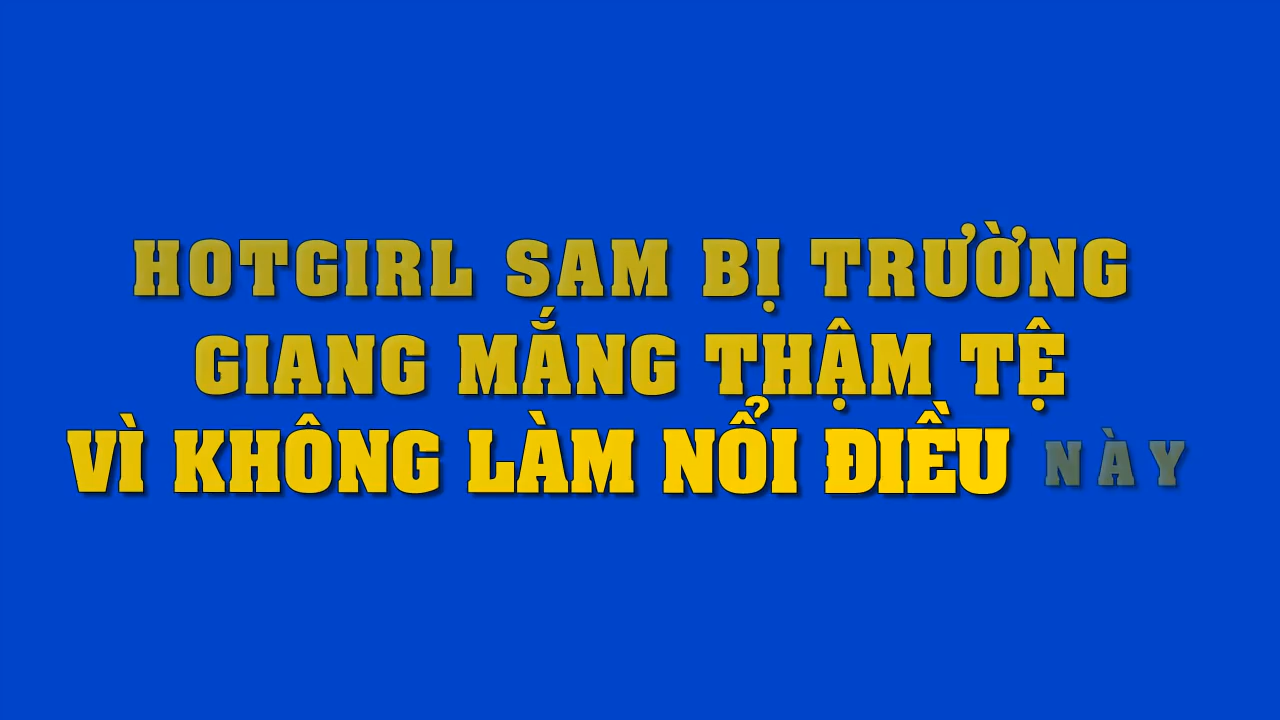 HOTGIRL SAM BỊ TRƯỜNG
GIANG MẮNG THẬM TỆ
VÌ KHÔNG LÀM NỔI ĐIỀU NÀY